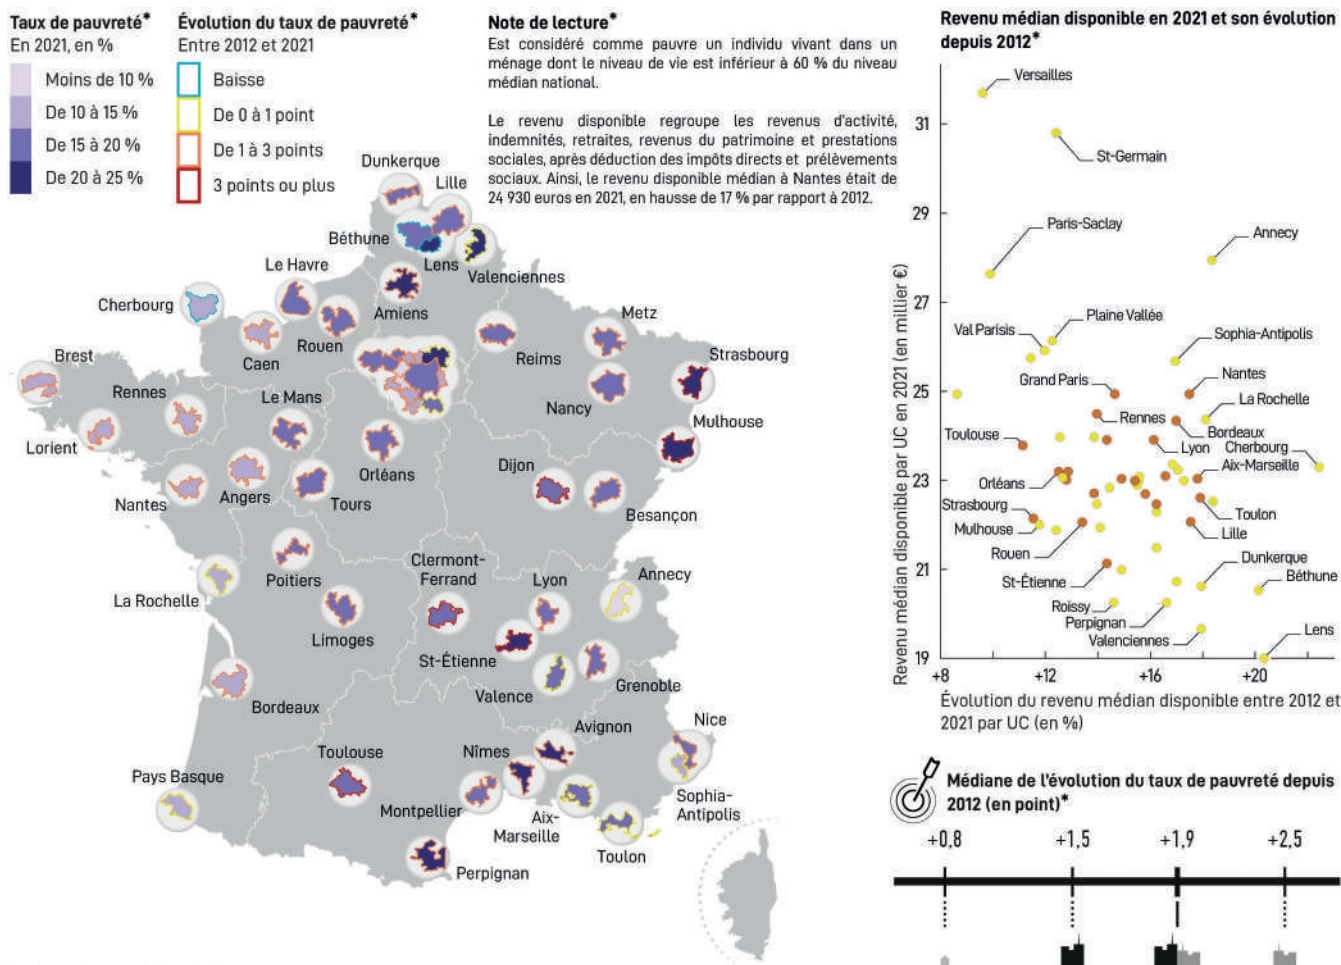 Taux de pauvreté*
En 2021, en %
Moins de 10 %
De 10 à 15 %
De 15 à 20 %
De 20 à 25 %
Évolution du taux de pauvreté*
Entre 2012 et 2021
Baisse
De 0 à 1 point
De 1 à 3 points
3 points ou plus
Note de lecture*
Est considéré comme pauvre un individu vivant dans un
ménage dont le niveau de vie est inférieur à 60 % du niveau
médian national.
Le revenu disponible regroupe les revenus d'activité,
indemnités, retraites, revenus du patrimoine et prestations
sociales, après déduction des impôts directs et prélèvements
sociaux. Ainsi, le revenu disponible médian à Nantes était de
24 930 euros en 2021, en hausse de 17 % par rapport à 2012.
Dunkerque
Lille
Béthune
Lens
Valenciennes
Le Havre
Cherbourg
Amiens
Rouen
Caen
Reims
Metz
Strasbourg
Brest
Rennes
Le Mans
Nancy
Mulhouse
Lorient
Orléans
Dijon
Nantes
Angers
Tours
Besançon
Poitiers
Clermont-
Ferrand
Lyon
Annecy
La Rochelle
Limoges
St-Étienne
Valence
Grenoble
Bordeaux
Avignon
Nice
Toulouse
Nîmes
Pays Basque
Montpellier
Aix-
Marseille
Sophia-
Antipolis
Toulon
Perpignan
Revenu médian disponible en 2021 et son évolution
depuis 2012*
Revenu médian disponible par UC en 2021 (en millier €)
31
29
27
25
23
21
19
Versailles
St-Germain
Paris-Saclay
Annecy
Plaine Vallée
Val Parisis
Sophia-Antipolis
Grand Paris
Nantes
La Rochelle
Rennes
Bordeaux
Toulouse
Lyon
Cherbourg
Aix-Marseille
Orléans
Strasbourg
Toulon
Mulhouse
Lille
Rouen
Dunkerque
St-Étienne
Béthune
Roissy
Perpignan
Valenciennes
Lens
+8
+12
+16
+20
Évolution du revenu médian disponible entre 2012 et
2021 par UC (en %)
Médiane de l'évolution du taux de pauvreté depuis
2012 (en point)*
+0,8
+1,5
+1,9
+2,5